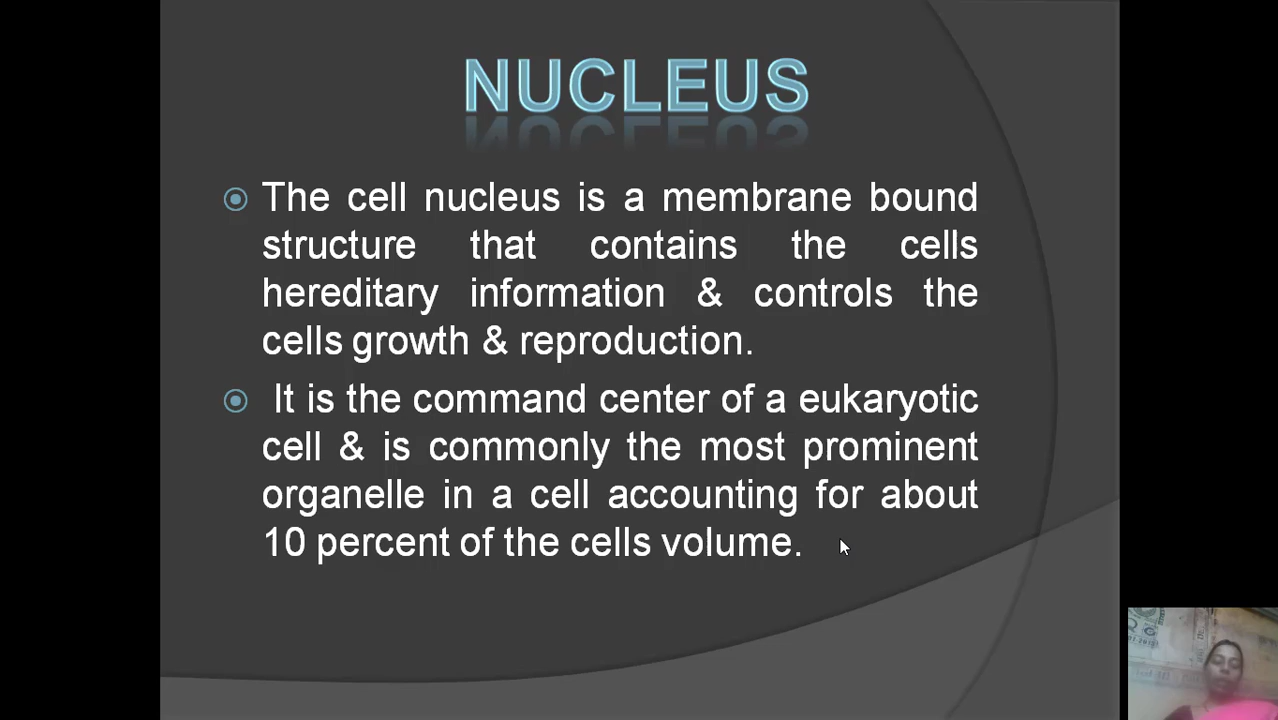 NUCLEUS
The cell nucleus is a membrane bound
structure that contains the cells
hereditary information & controls the
cells growth & reproduction.
It is the command center of a eukaryotic
cell & is commonly the most prominent
organelle in a cell accounting for about
10 percent of the cells volume.